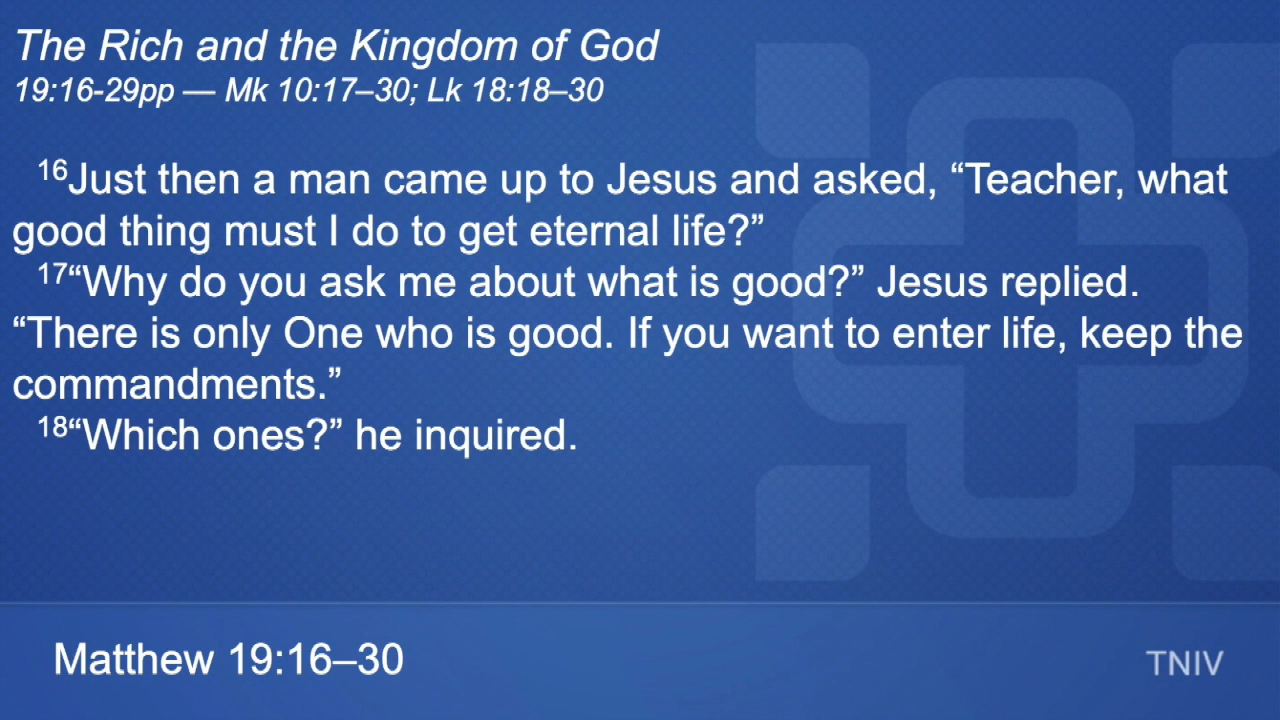 The Rich and the Kingdom of God
19:16-29pp — Mk 10:17–30; Lk 18:18–30
16Just then a man came up to Jesus and asked, “Teacher, what
good thing must I do to get eternal life?”
17“Why do you ask me about what is good?” Jesus replied.
“There is only One who is good. If you want to enter life, keep the
commandments.”
18“Which ones?” he inquired.
Matthew 19:16–30
TNIV